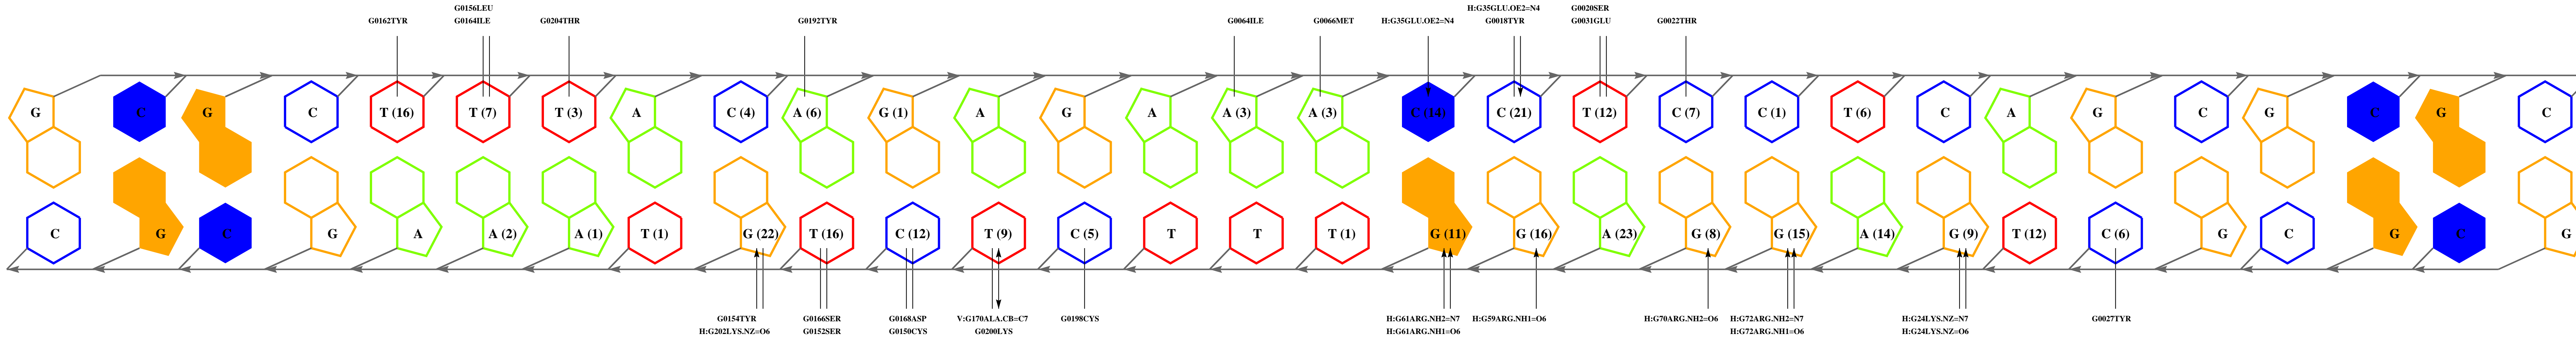 G0156LEU H:G35GLU.OE2=N4 G0020SER
G0162TYR G0164ILE G0204THR G0192TYR G0064ILE G0066MET H:G35GLU.OE2=N4 G0018TYR G0031GLU G0022THR
G C G C T (16) T (7) T (3) A C (4) A (6) G (1) A G A A (3) A (3) C (14) C (21) T (12) C (7) C (1) T (6) C A G C G C G C
C G C G A A (2) A (1) T (1) G (22) T (16) C (12) T (9) C (5) T T T (1) G (11) G (16) A (23) G (8) G (15) A (14) G (9) T (12) C (6) G C G C G
G0154TYR G0166SER G0168ASP V:G170ALA.CB=C7 G0198CYS H:G61ARG.NH2=N7 H:G59ARG.NH1=O6 H:G70ARG.NH2=O6 H:G72ARG.NH2=N7 H:G24LYS.NZ=N7 G0027TYR
H:G202LYS.NZ=O6 G0152SER G0150CYS G0200LYS H:G61ARG.NH1=O6 H:G72ARG.NH1=O6 H:G24LYS.NZ=O6